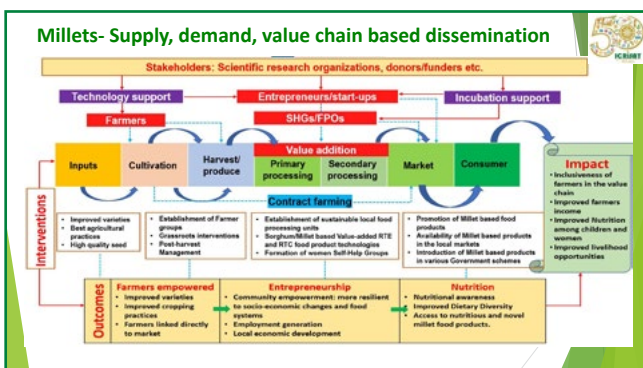 Millets- Supply, demand, value chain based dissemination
50
ICRISAT
Stakeholders: Scientific research organizations, donors/funders etc.
Technology support
Entrepreneurs/start-ups
Incubation support
Farmers
SHGs/FPOs
Value addition
Inputs
Cultivation
Harvest/
produce
Primary
processing
Secondary
processing
Market
Consumer
Contract farming
Interventions
• Improved varieties
• Best agricultural
practices
• High quality seed
• Establishment of Farmer
groups
• Grassroots interventions
• Post-harvest
Management
• Establishment of sustainable local food
processing units
• Sorghum/Millet based Value-added RTE
and RTC food product technologies
• Formation of women Self-Help Groups
• Promotion of Millet based food
products
• Availability of Millet based products
in the local markets
• Introduction of Millet based products
in various Government schemes
Impact
• Inclusiveness of
farmers in the value
chain
• Improved farmers
income
• Improved Nutrition
among children and
women
• Improved livelihood
opportunities
Outcomes
Farmers empowered
• Improved varieties
• Improved cropping
practices
• Farmers linked directly
to market
Entrepreneurship
• Community empowerment: more resilient
to socio-economic changes and food
systems
• Employment generation
• Local economic development
Nutrition
• Nutritional awareness
• Improved Dietary Diversity
• Access to nutritious and novel
millet food products.